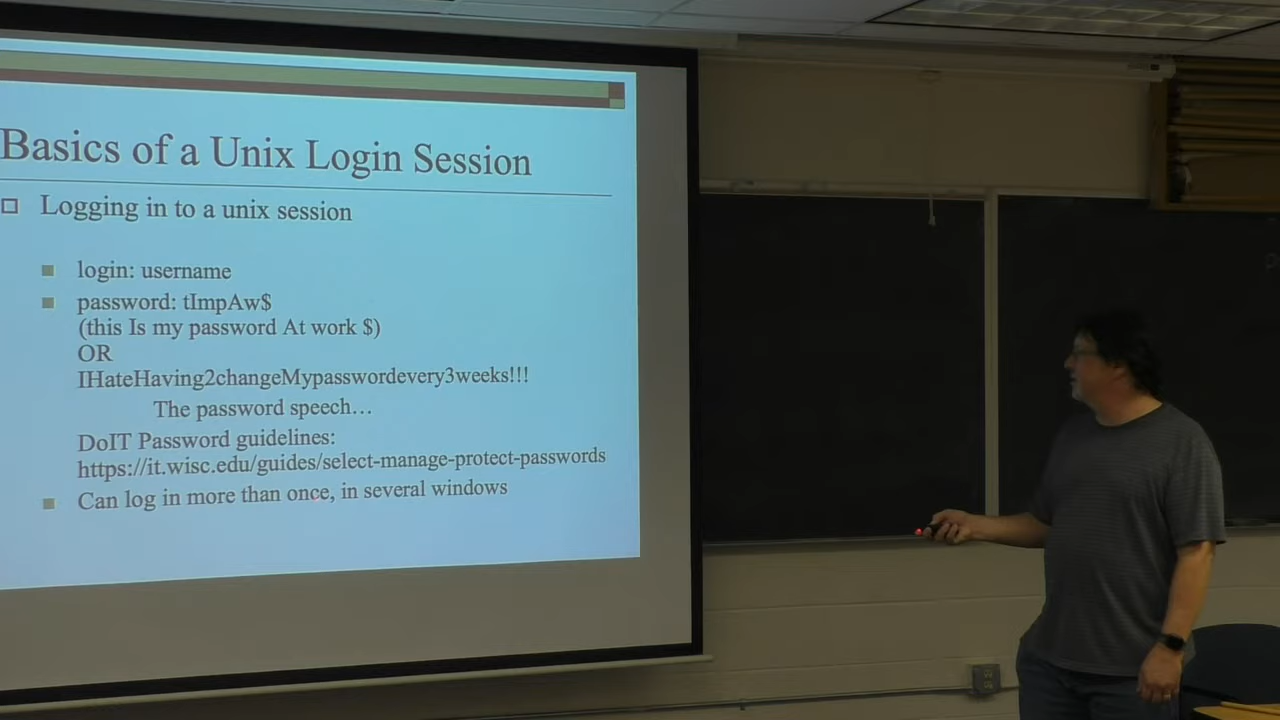 Basics of a Unix Login Session
Logging in to a unix session
login: username
password: tImpAw$
(this Is my password At work $)
OR
IHateHaving2changeMypasswordevery3weeks!!!
The password speech…
DoIT Password guidelines:
https://it.wisc.edu/guides/select-manage-protect-passwords
Can log in more than once, in several windows